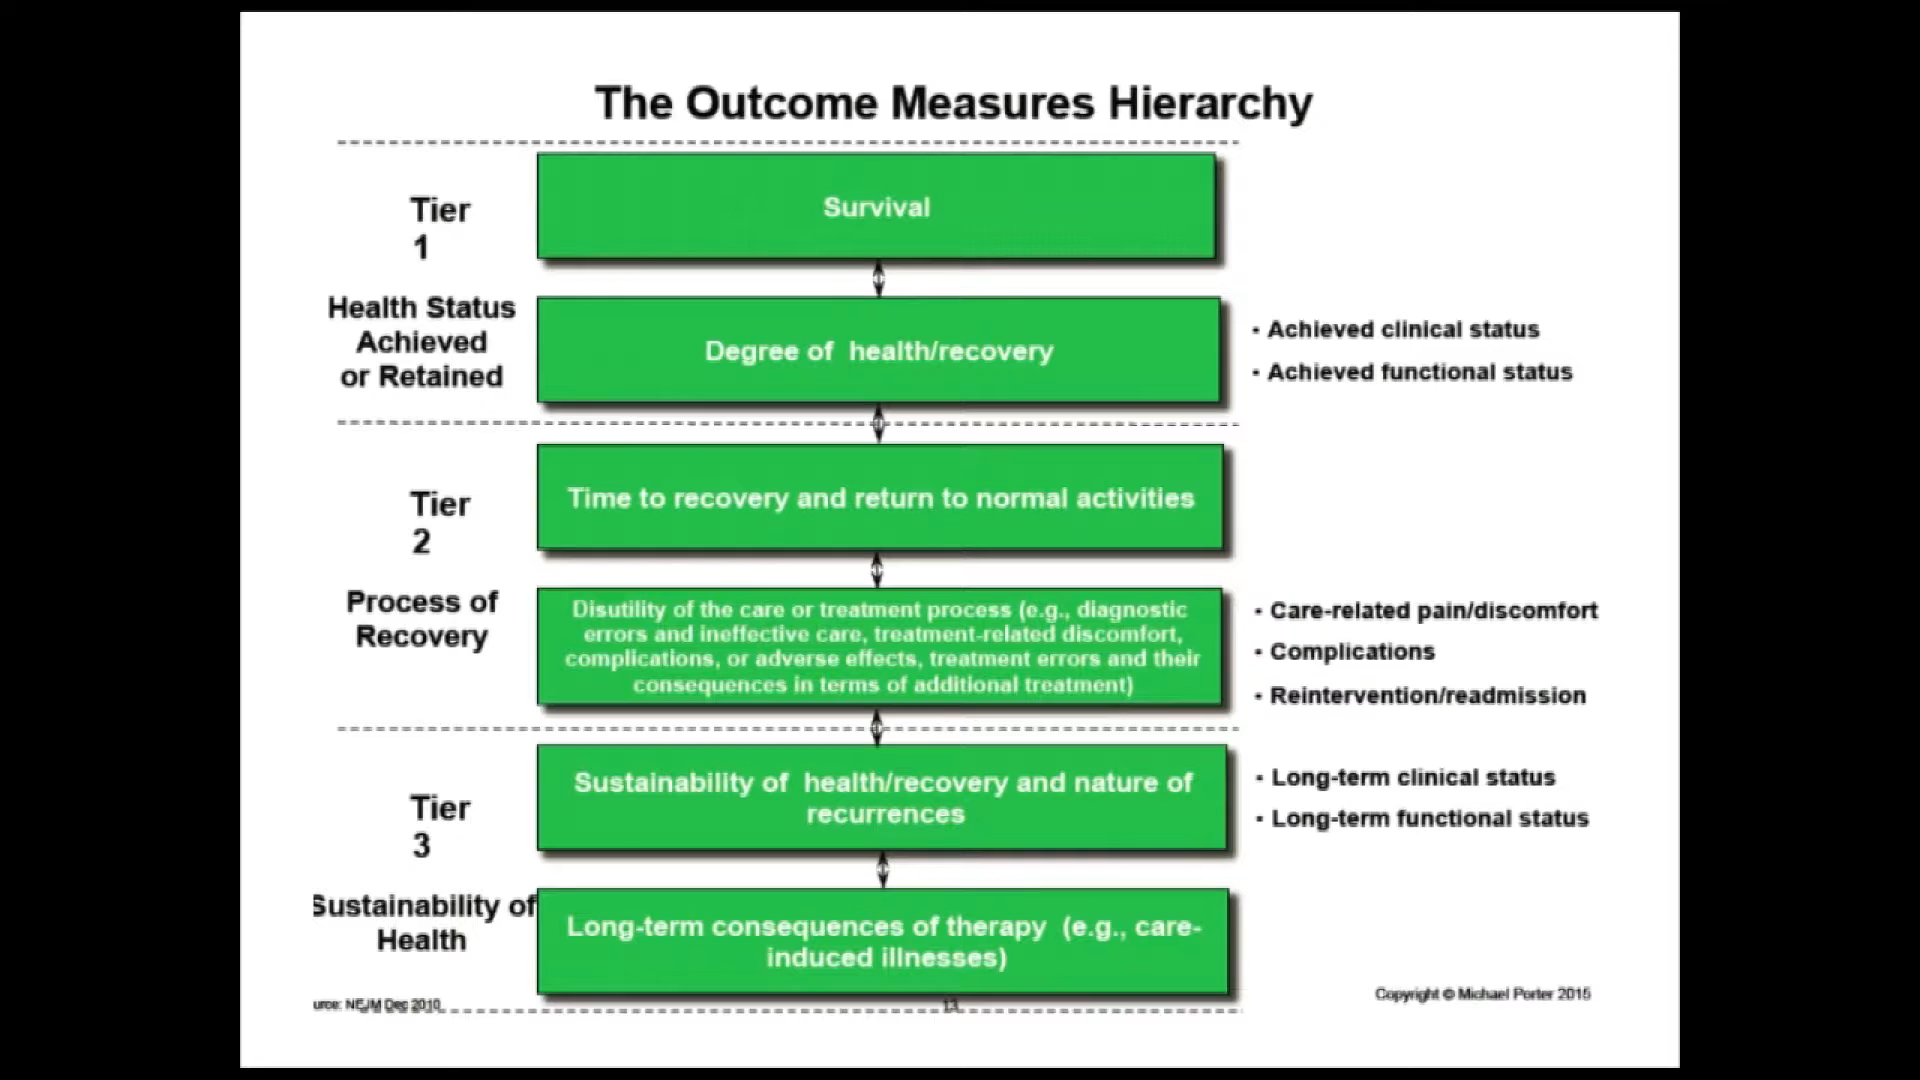 The Outcome Measures Hierarchy
Tier
1
Health Status
Achieved
or Retained
Survival
Degree of health/recovery
• Achieved clinical status
• Achieved functional status
Tier
2
Process of
Recovery
Time to recovery and return to normal activities
Disutility of the care or treatment process (e.g., diagnostic
errors and ineffective care, treatment-related discomfort,
complications, or adverse effects, treatment errors and their
consequences in terms of additional treatment)
• Care-related pain/discomfort
• Complications
• Reintervention/readmission
Tier
3
Sustainability of
Health
Sustainability of health/recovery and nature of
recurrences
• Long-term clinical status
• Long-term functional status
Long-term consequences of therapy (e.g., care-
induced illnesses)
urce: NEJM Dec 2010
13
Copyright © Michael Porter 2015